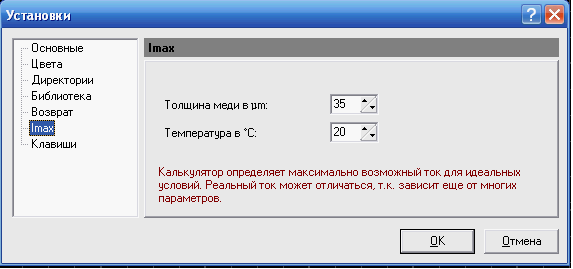 Установки
Основные
Цвета
Директории
Библиотека
Возврат
Imax
Клавиши
Imax
Толщина меди в µm: 35
Температура в °C: 20
Калькулятор определяет максимально возможный ток для идеальных
условий. Реальный ток может отличаться, т.к. зависит еще от многих
параметров.
OK Отмена